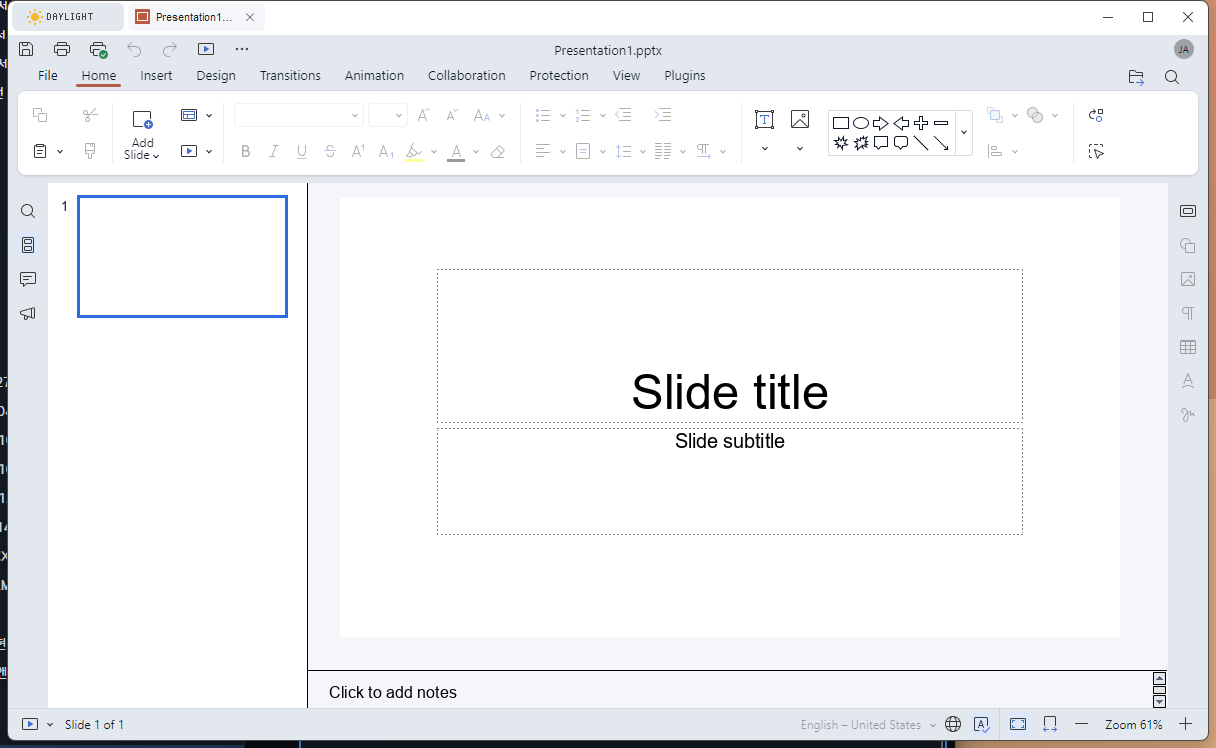 DAYLIGHT
Presentation1...
Presentation1.pptx
JA
File
Home
Insert
Design
Transitions
Animation
Collaboration
Protection
View
Plugins
Add
Slide
1
Slide title
Slide subtitle
Click to add notes
Slide 1 of 1
English – United States
Zoom 61%